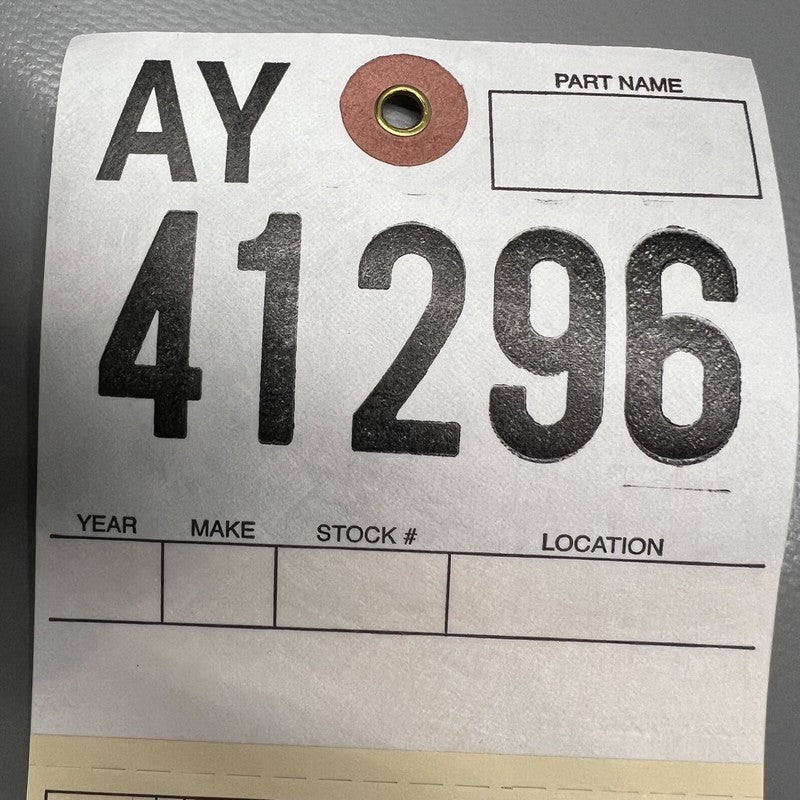 AY
PART NAME
41296
YEAR MAKE STOCK # LOCATION